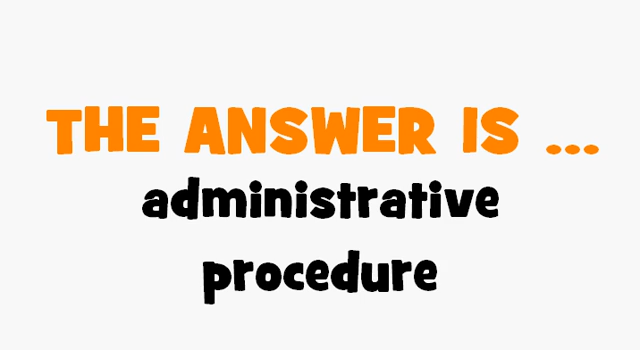 THE ANSWER IS ...
administrative
procedure